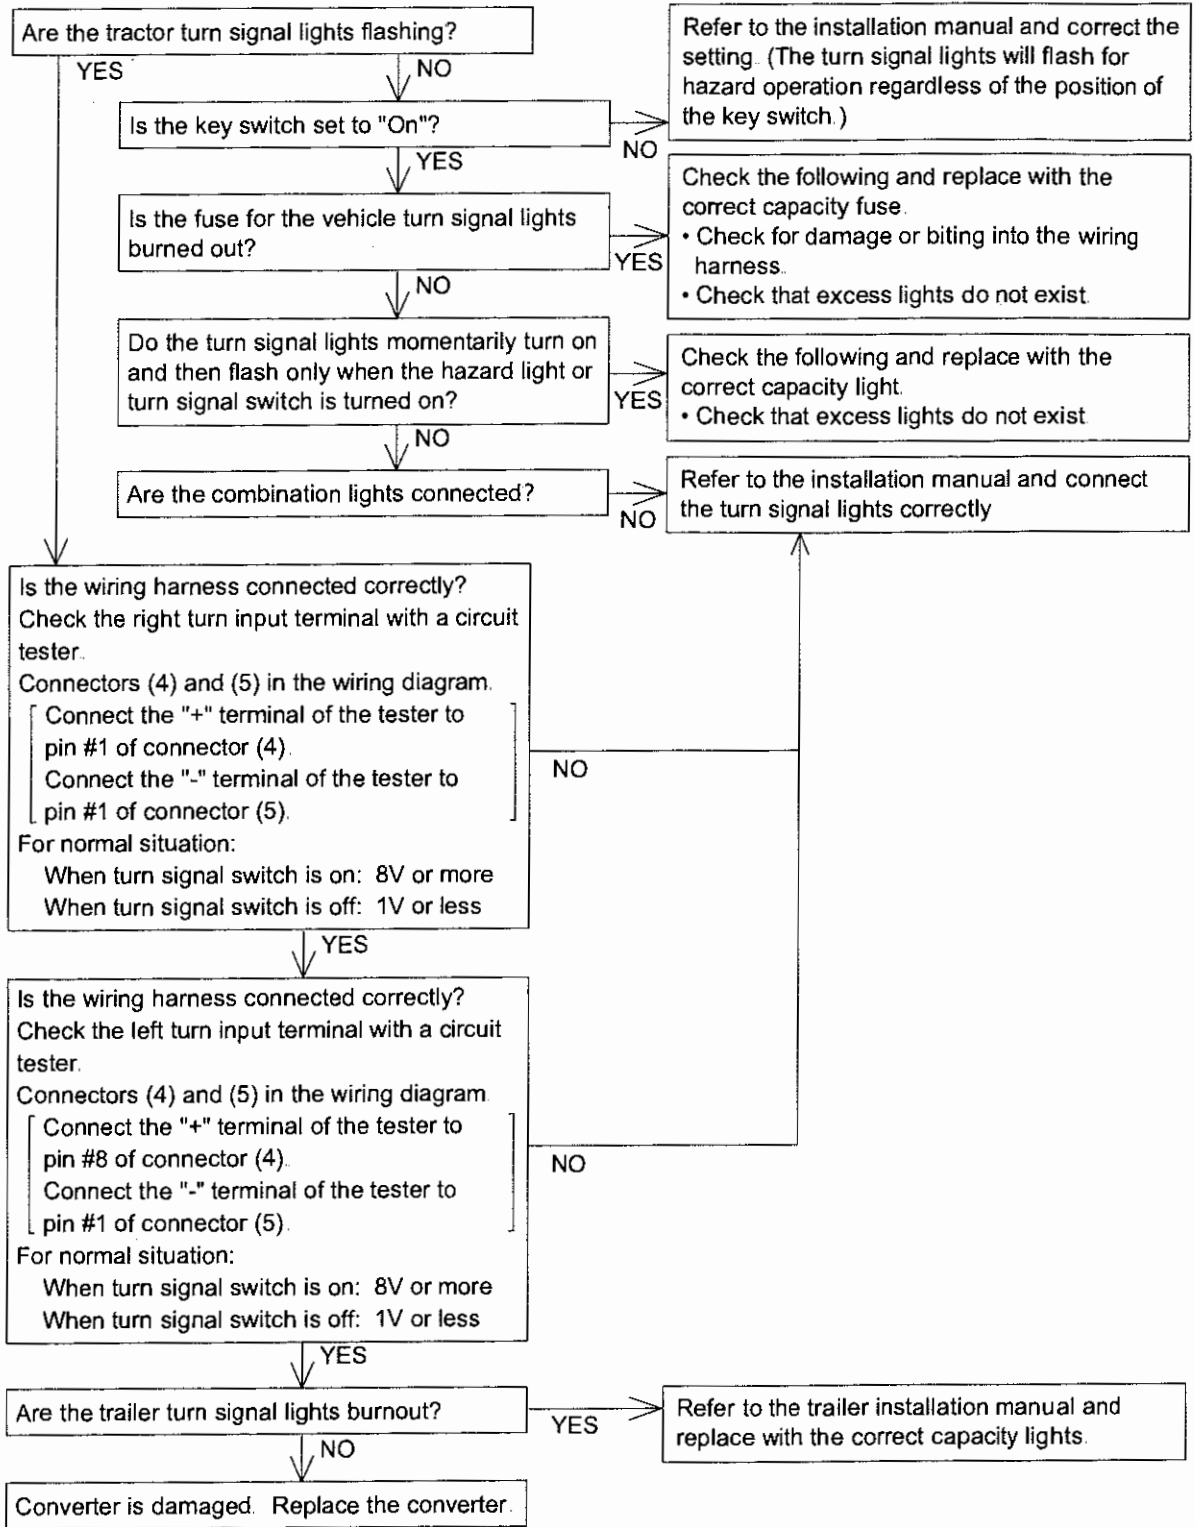 Are the tractor turn signal lights flashing?
YES
NO
Refer to the installation manual and correct the
setting. (The turn signal lights will flash for
hazard operation regardless of the position of
the key switch.)
Is the key switch set to "On"?
NO
YES
Is the fuse for the vehicle turn signal lights
burned out?
YES
Check the following and replace with the
correct capacity fuse.
• Check for damage or biting into the wiring
harness.
• Check that excess lights do not exist.
NO
Do the turn signal lights momentarily turn on
and then flash only when the hazard light or
turn signal switch is turned on?
YES
Check the following and replace with the
correct capacity light.
• Check that excess lights do not exist.
NO
Are the combination lights connected?
NO
Refer to the installation manual and connect
the turn signal lights correctly
Is the wiring harness connected correctly?
Check the right turn input terminal with a circuit
tester.
Connectors (4) and (5) in the wiring diagram.
Connect the "+" terminal of the tester to
pin #1 of connector (4).
Connect the "-" terminal of the tester to
pin #1 of connector (5).
For normal situation:
When turn signal switch is on: 8V or more
When turn signal switch is off: 1V or less
NO
YES
Is the wiring harness connected correctly?
Check the left turn input terminal with a circuit
tester.
Connectors (4) and (5) in the wiring diagram.
Connect the "+" terminal of the tester to
pin #8 of connector (4).
Connect the "-" terminal of the tester to
pin #1 of connector (5).
For normal situation:
When turn signal switch is on: 8V or more
When turn signal switch is off: 1V or less
NO
YES
Are the trailer turn signal lights burnout?
YES
Refer to the trailer installation manual and
replace with the correct capacity lights.
NO
Converter is damaged. Replace the converter.